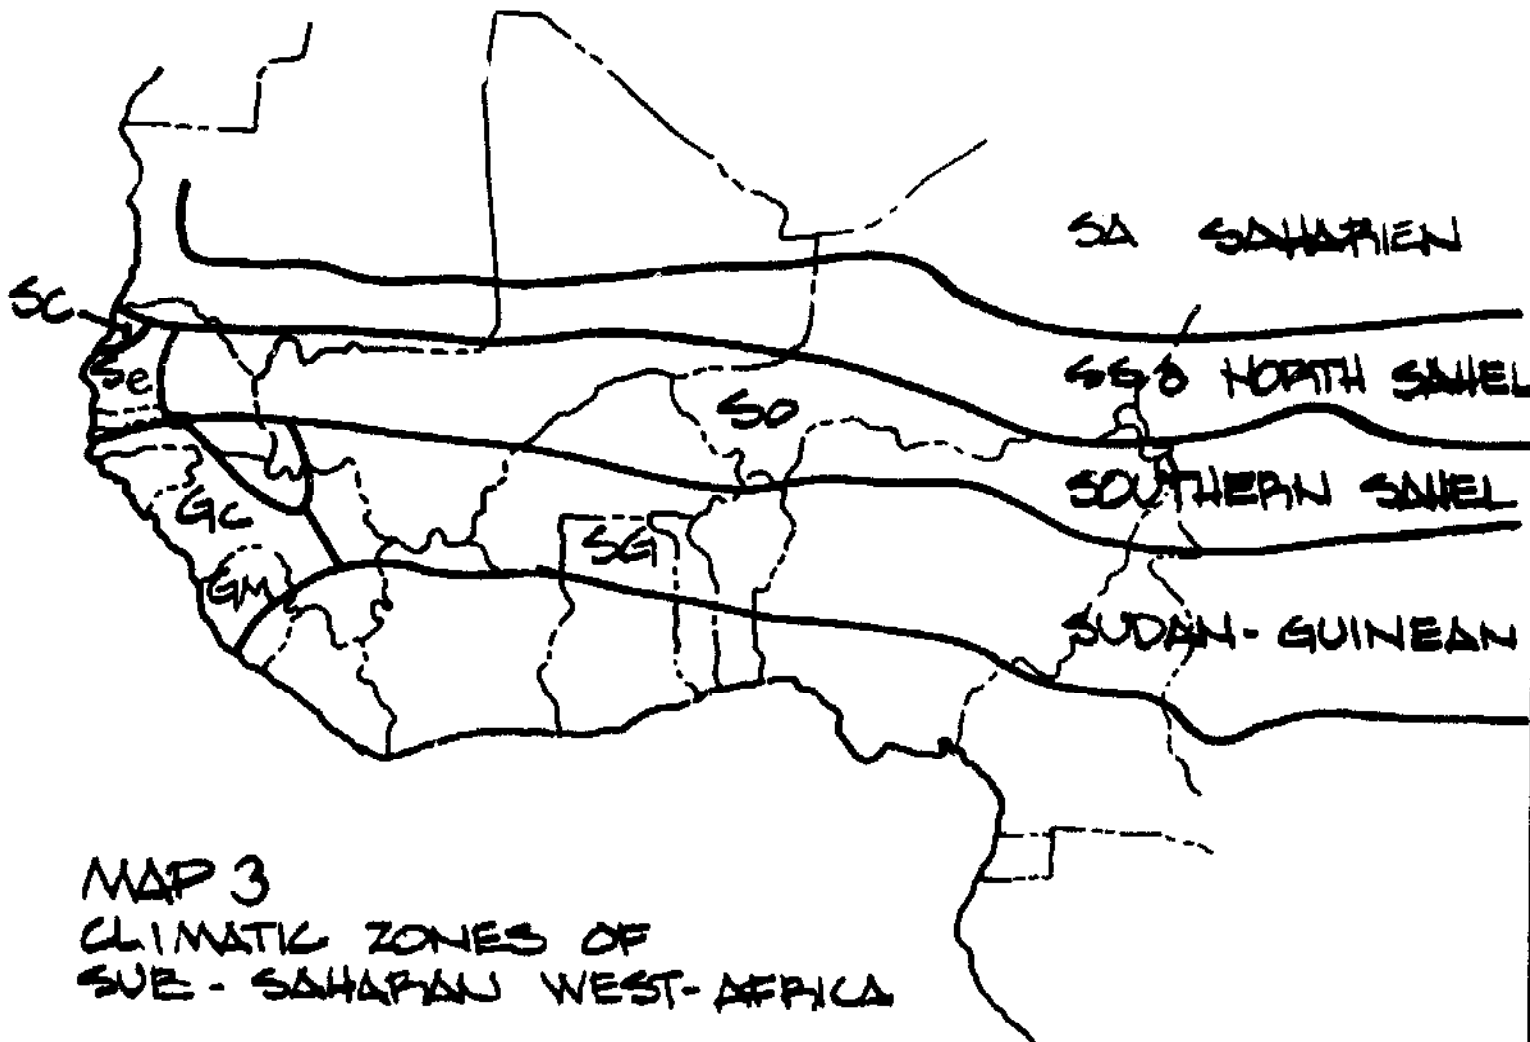 SA SAHARIEN
SC
SSS NORTH SAHEL
Se
So
SOUTHERN SAHEL
Gc
SG
GM
SUDAN-GUINEAN
MAP 3
CLIMATIC ZONES OF
SUB-SAHARAN WEST-AFRICA